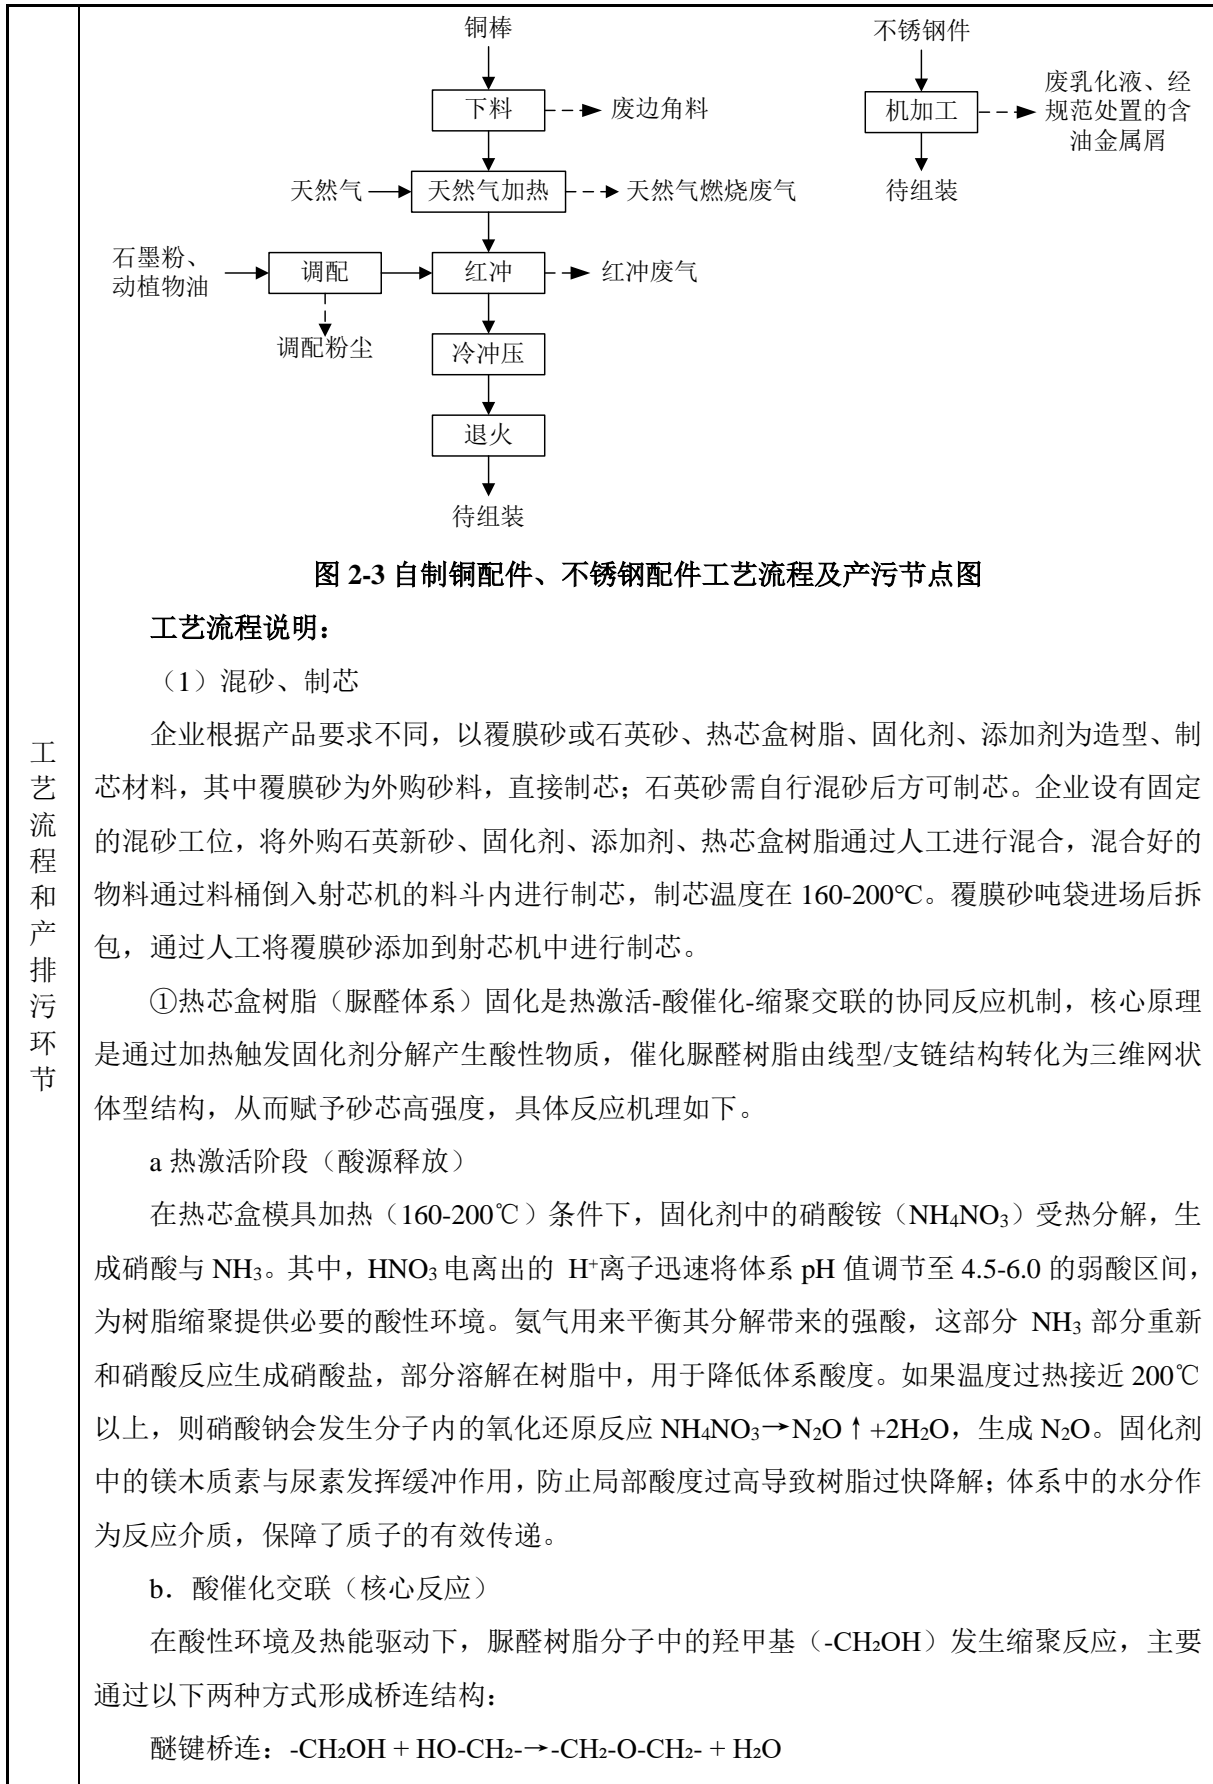 铜棒
不锈钢件
下料
废边角料
机加工
废乳化液、经
规范处置的含
油金属屑
天然气
天然气加热
天然气燃烧废气
待组装
石墨粉、
动植物油
调配
红冲
红冲废气
调配粉尘
冷冲压
退火
待组装
图 2-3 自制铜配件、不锈钢配件工艺流程及产污节点图
工艺流程说明：
（1）混砂、制芯
企业根据产品要求不同，以覆膜砂或石英砂、热芯盒树脂、固化剂、添加剂为造型、制
芯材料，其中覆膜砂为外购砂料，直接制芯；石英砂需自行混砂后方可制芯。企业设有固定
的混砂工位，将外购石英新砂、固化剂、添加剂、热芯盒树脂通过人工进行混合，混合好的
物料通过料桶倒入射芯机的料斗内进行制芯，制芯温度在 160-200℃。覆膜砂吨袋进场后拆
包，通过人工将覆膜砂添加到射芯机中进行制芯。
①热芯盒树脂（脲醛体系）固化是热激活-酸催化-缩聚交联的协同反应机制，核心原理
是通过加热触发固化剂分解产生酸性物质，催化脲醛树脂由线型/支链结构转化为三维网状
体型结构，从而赋予砂芯高强度，具体反应机理如下。
a 热激活阶段（酸源释放）
在热芯盒模具加热（160-200℃）条件下，固化剂中的硝酸铵（NH₄NO₃）受热分解，生
成硝酸与 NH₃。其中，HNO₃ 电离出的 H⁺离子迅速将体系 pH 值调节至 4.5-6.0 的弱酸区间，
为树脂缩聚提供必要的酸性环境。氨气用来平衡其分解带来的强酸，这部分 NH₃ 部分重新
和硝酸反应生成硝酸盐，部分溶解在树脂中，用于降低体系酸度。如果温度过热接近 200℃
以上，则硝酸钠会发生分子内的氧化还原反应 NH₄NO₃→N₂O↑+2H₂O，生成 N₂O。固化剂
中的镁木质素与尿素发挥缓冲作用，防止局部酸度过高导致树脂过快降解；体系中的水分作
为反应介质，保障了质子的有效传递。
b．酸催化交联（核心反应）
在酸性环境及热能驱动下，脲醛树脂分子中的羟甲基（-CH₂OH）发生缩聚反应，主要
通过以下两种方式形成桥连结构：
醚键桥连：-CH₂OH + HO-CH₂-→-CH₂-O-CH₂- + H₂O
工
艺
流
程
和
产
排
污
环
节